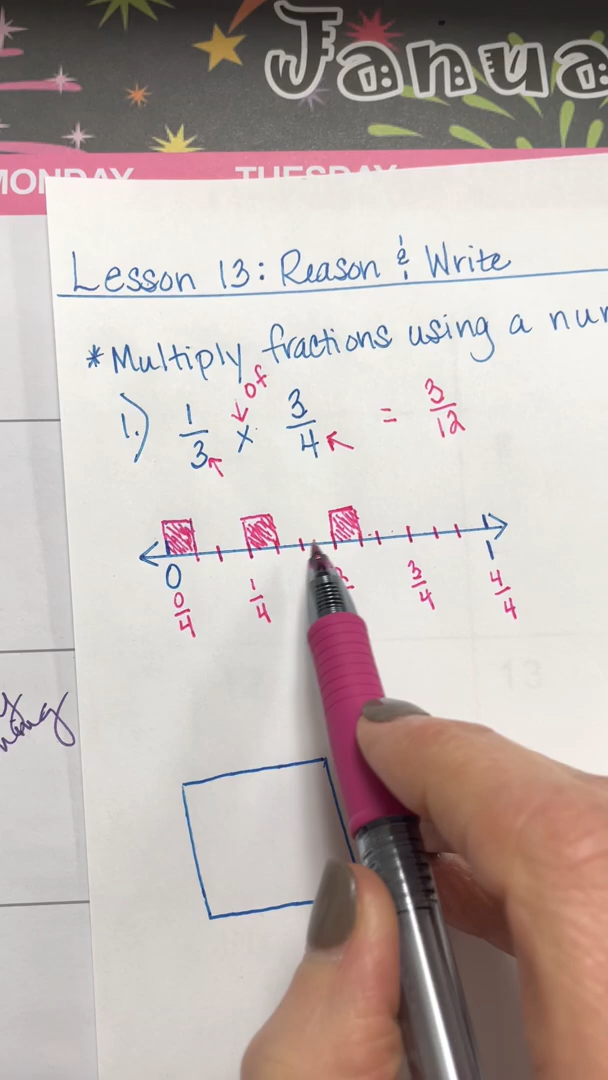 Janua
MONDAY TUESDAY
Lesson 13: Reason & Write
*Multiply fractions using a num
of
1.) 1/3 x 3/4 = 3/12
0 1
0/4 1/4 3/4 4/4
13